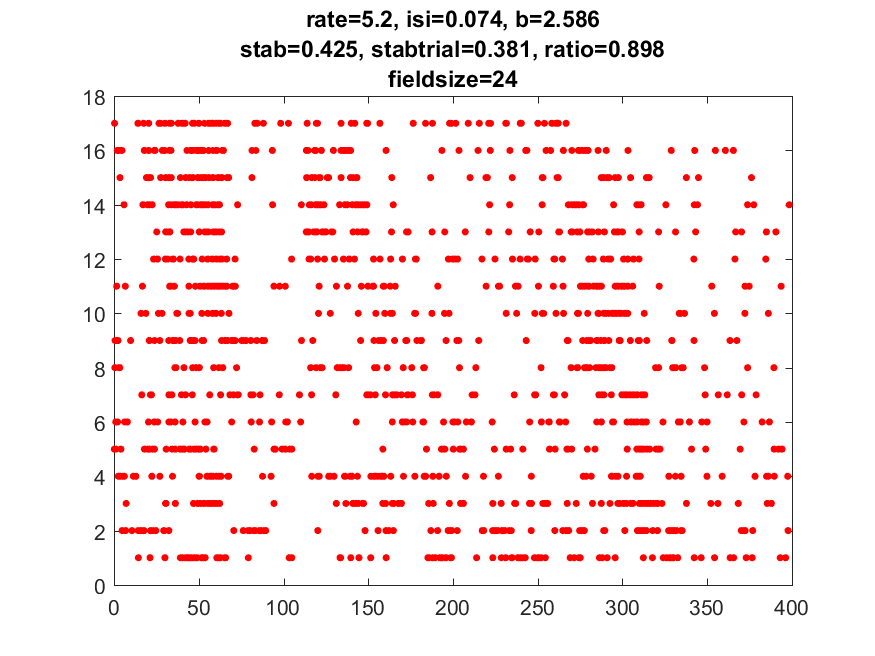 rate=5.2, isi=0.074, b=2.586
stab=0.425, stabtrial=0.381, ratio=0.898
fieldsize=24
18
16
14
12
10
8
6
4
2
0
0 50 100 150 200 250 300 350 400